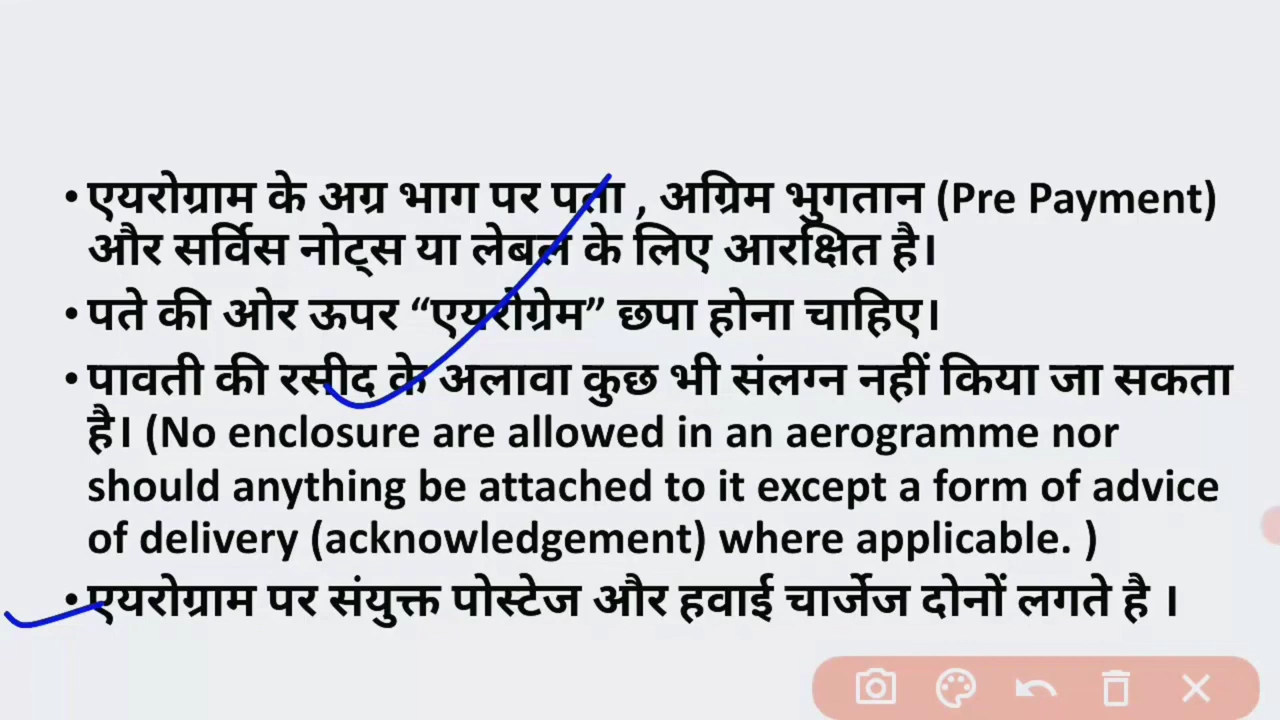 • एयरोग्राम के अग्र भाग पर पता , अग्रिम भुगतान (Pre Payment)
और सर्विस नोट्स या लेबल के लिए आरक्षित है।
• पते की ओर ऊपर “एयरोग्रेम” छपा होना चाहिए।
• पावती की रसीद के अलावा कुछ भी संलग्न नहीं किया जा सकता
है। (No enclosure are allowed in an aerogramme nor
should anything be attached to it except a form of advice
of delivery (acknowledgement) where applicable. )
• एयरोग्राम पर संयुक्त पोस्टेज और हवाई चार्जेज दोनों लगते है ।